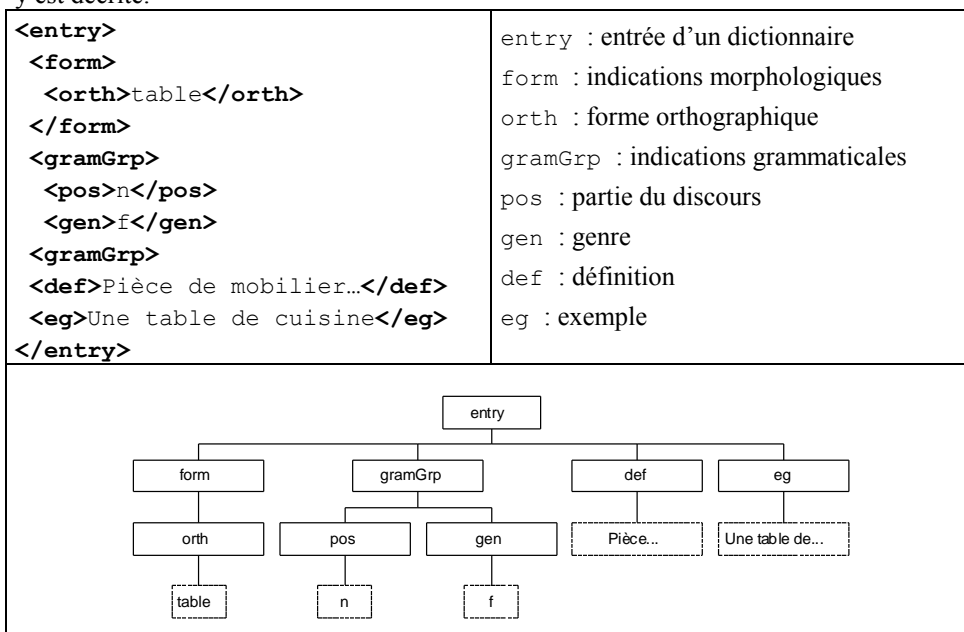 y est décrite.
<entry>
<form>
<orth>table</orth>
</form>
<gramGrp>
<pos>n</pos>
<gen>f</gen>
<gramGrp>
<def>Pièce de mobilier…</def>
<eg>Une table de cuisine</eg>
</entry>
entry : entrée d’un dictionnaire
form : indications morphologiques
orth : forme orthographique
gramGrp : indications grammaticales
pos : partie du discours
gen : genre
def : définition
eg : exemple
entry
form gramGrp def eg
orth pos gen Pièce... Une table de...
table n f